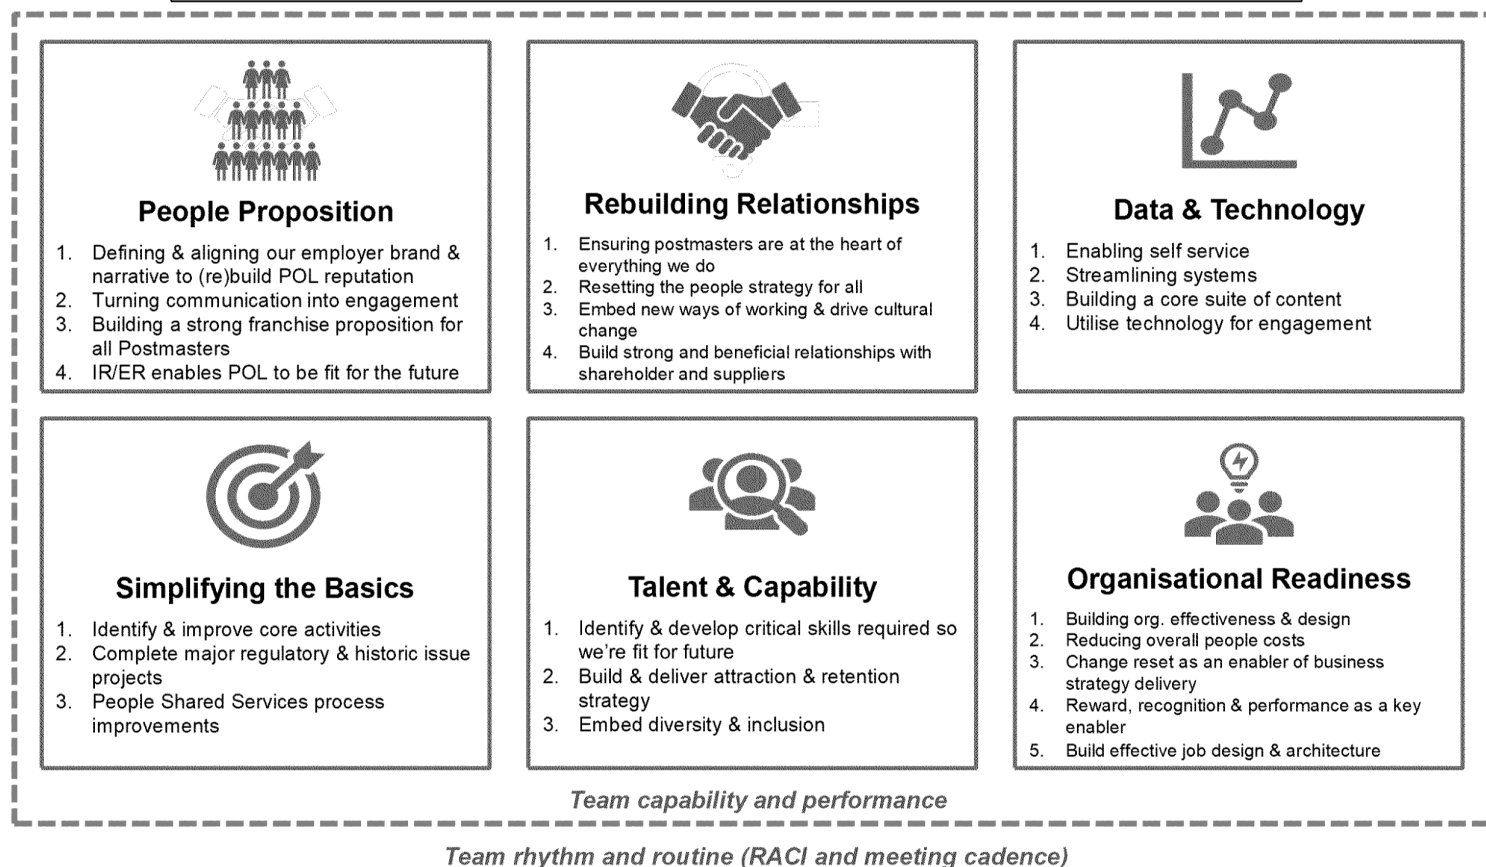 People Proposition
1. Defining & aligning our employer brand &
narrative to (re)build POL reputation
2. Turning communication into engagement
3. Building a strong franchise proposition for
all Postmasters
4. IR/ER enables POL to be fit for the future
Rebuilding Relationships
1. Ensuring postmasters are at the heart of
everything we do
2. Resetting the people strategy for all
3. Embed new ways of working & drive cultural
change
4. Build strong and beneficial relationships with
shareholder and suppliers
Data & Technology
1. Enabling self service
2. Streamlining systems
3. Building a core suite of content
4. Utilise technology for engagement
Simplifying the Basics
1. Identify & improve core activities
2. Complete major regulatory & historic issue
projects
3. People Shared Services process
improvements
Talent & Capability
1. Identify & develop critical skills required so
we're fit for future
2. Build & deliver attraction & retention
strategy
3. Embed diversity & inclusion
Organisational Readiness
1. Building org. effectiveness & design
2. Reducing overall people costs
3. Change reset as an enabler of business
strategy delivery
4. Reward, recognition & performance as a key
enabler
5. Build effective job design & architecture
Team capability and performance
Team rhythm and routine (RACI and meeting cadence)